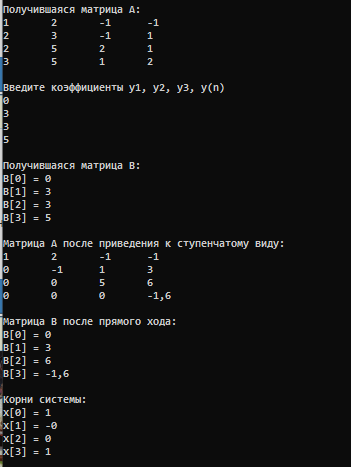 Получившаяся матрица A:
1 2 -1 -1
2 3 -1 1
2 5 2 1
3 5 1 2
Введите коэффициенты y1, y2, y3, y(n)
0
3
3
5
Получившаяся матрица B:
B[0] = 0
B[1] = 3
B[2] = 3
B[3] = 5
Матрица A после приведения к ступенчатому виду:
1 2 -1 -1
0 -1 1 3
0 0 5 6
0 0 0 -1,6
Матрица B после прямого хода:
B[0] = 0
B[1] = 3
B[2] = 6
B[3] = -1,6
Корни системы:
x[0] = 1
x[1] = -0
x[2] = 0
x[3] = 1